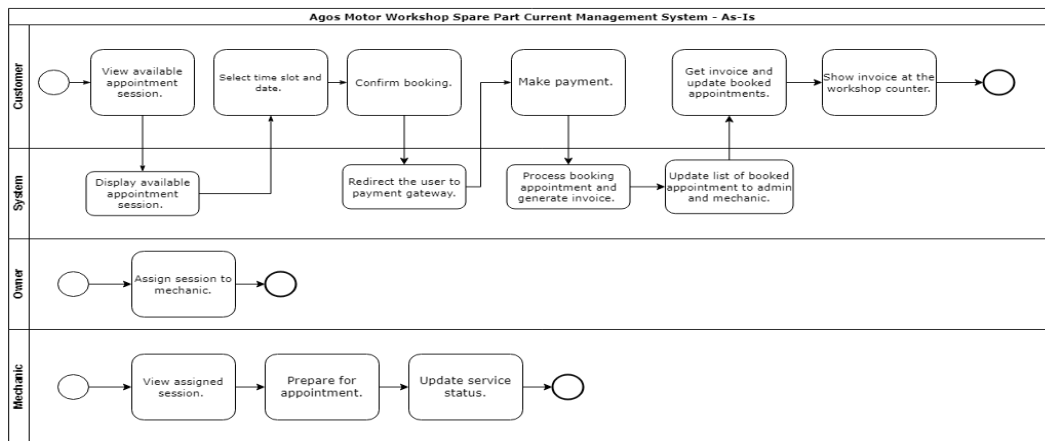 Agos Motor Workshop Spare Part Current Management System - As-Is
Customer
View available
appointment
session.
Select time slot and
date.
Confirm booking.
Make payment.
Get invoice and
update booked
appointments.
Show invoice at the
workshop counter.
System
Display available
appointment
session.
Redirect the user to
payment gateway.
Process booking
appointment and
generate invoice.
Update list of booked
appointment to admin
and mechanic.
Owner
Assign session to
mechanic.
Mechanic
View assigned
session.
Prepare for
appointment.
Update service
status.